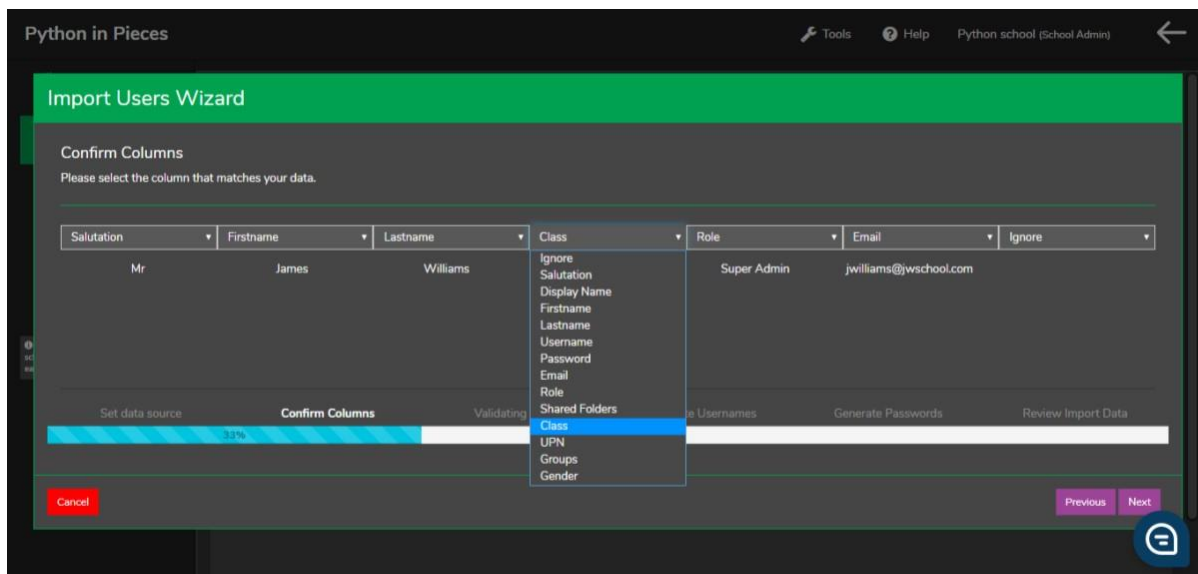 Python in Pieces
Tools
Help
Python school (School Admin)
Import Users Wizard
Confirm Columns
Please select the column that matches your data.
Salutation Firstname Lastname Class Role Email Ignore
Mr James Williams Super Admin jwilliams@jwschool.com
Ignore
Salutation
Display Name
Firstname
Lastname
Username
Password
Email
Role
Shared Folders
Class
UPN
Groups
Gender
Set data source Confirm Columns Validating Usernames Generate Passwords Review Import Data
33%
Cancel
Previous
Next